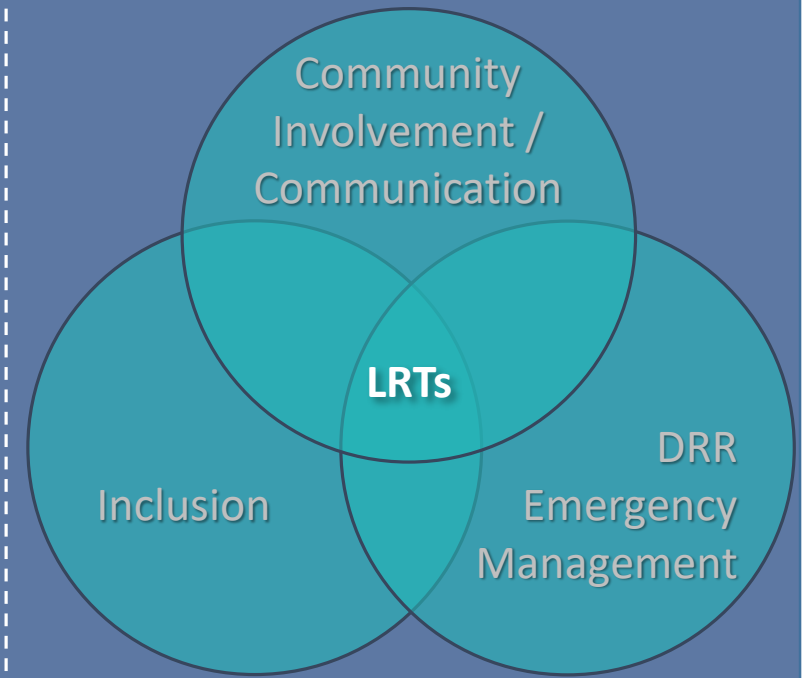 Community
Involvement /
Communication
LRTs
Inclusion
DRR
Emergency
Management